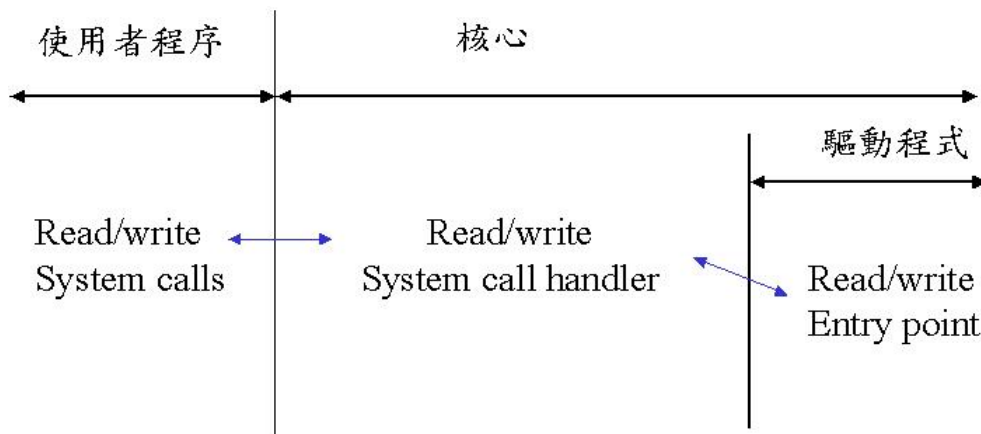 使用者程序
核心
驅動程式
Read/write
System calls
Read/write
System call handler
Read/write
Entry point